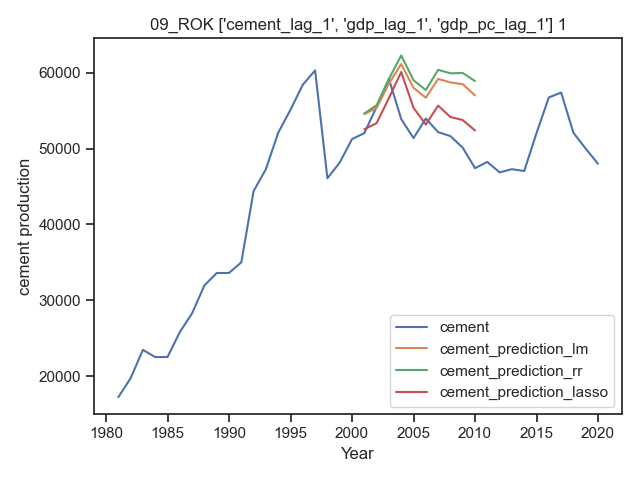 09_ROK ['cement_lag_1', 'gdp_lag_1', 'gdp_pc_lag_1'] 1
cement production
60000
50000
40000
30000
20000
1980 1985 1990 1995 2000 2005 2010 2015 2020
Year
cement
cement_prediction_lm
cement_prediction_rr
cement_prediction_lasso